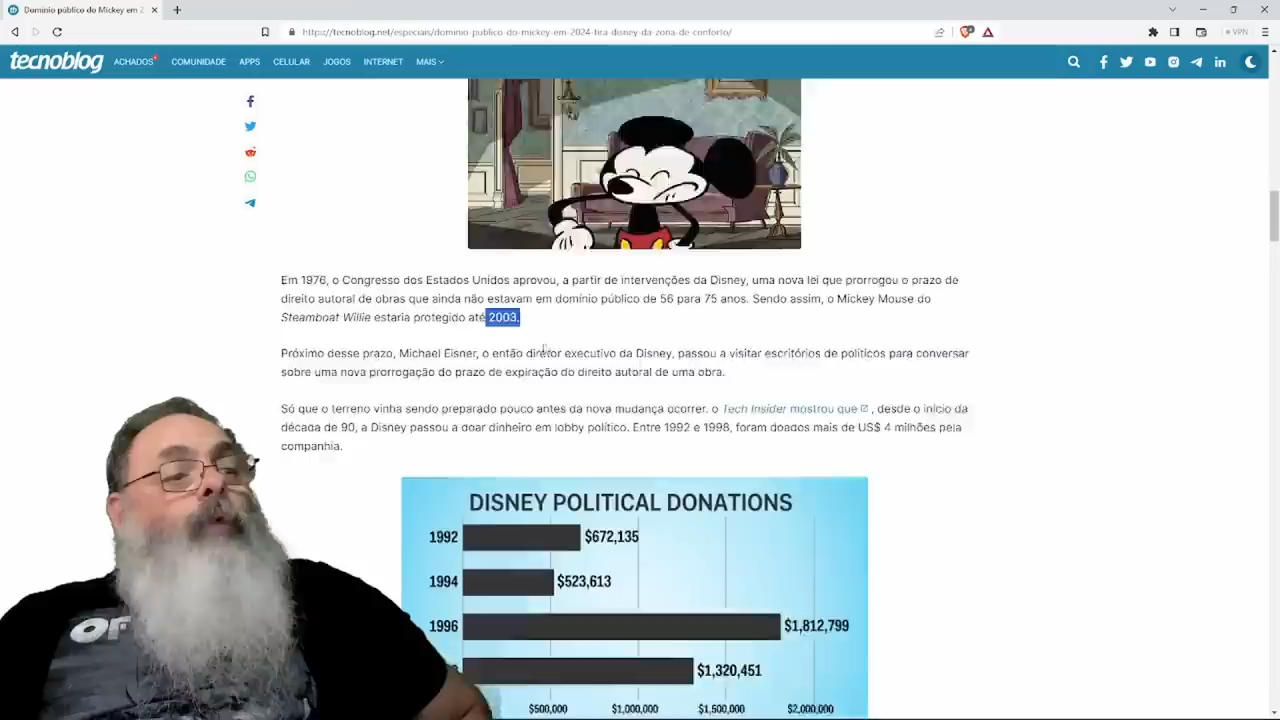 Domínio público do Mickey em 2
https://tecnoblog.net/especiais/dominio-publico-do-mickey-em-2024-tira-disney-da-zona-de-conforto/
VPN
tecnoblog
ACHADOS COMUNIDADE APPS CELULAR JOGOS INTERNET MAIS
Em 1976, o Congresso dos Estados Unidos aprovou, a partir de intervenções da Disney, uma nova lei que prorrogou o prazo de
direito autoral de obras que ainda não estavam em domínio público de 56 para 75 anos. Sendo assim, o Mickey Mouse do
Steamboat Willie estaria protegido até 2003.
Próximo desse prazo, Michael Eisner, o então diretor executivo da Disney, passou a visitar escritórios de políticos para conversar
sobre uma nova prorrogação do prazo de expiração do direito autoral de uma obra.
Só que o terreno vinha sendo preparado pouco antes da nova mudança ocorrer. o Tech Insider mostrou que , desde o início da
década de 90, a Disney passou a doar dinheiro em lobby político. Entre 1992 e 1998, foram doados mais de US$ 4 milhões pela
companhia.
DISNEY POLITICAL DONATIONS
1992 $672,135
1994 $523,613
1996 $1,812,799
$1,320,451
$500,000 $1,000,000 $1,500,000 $2,000,000